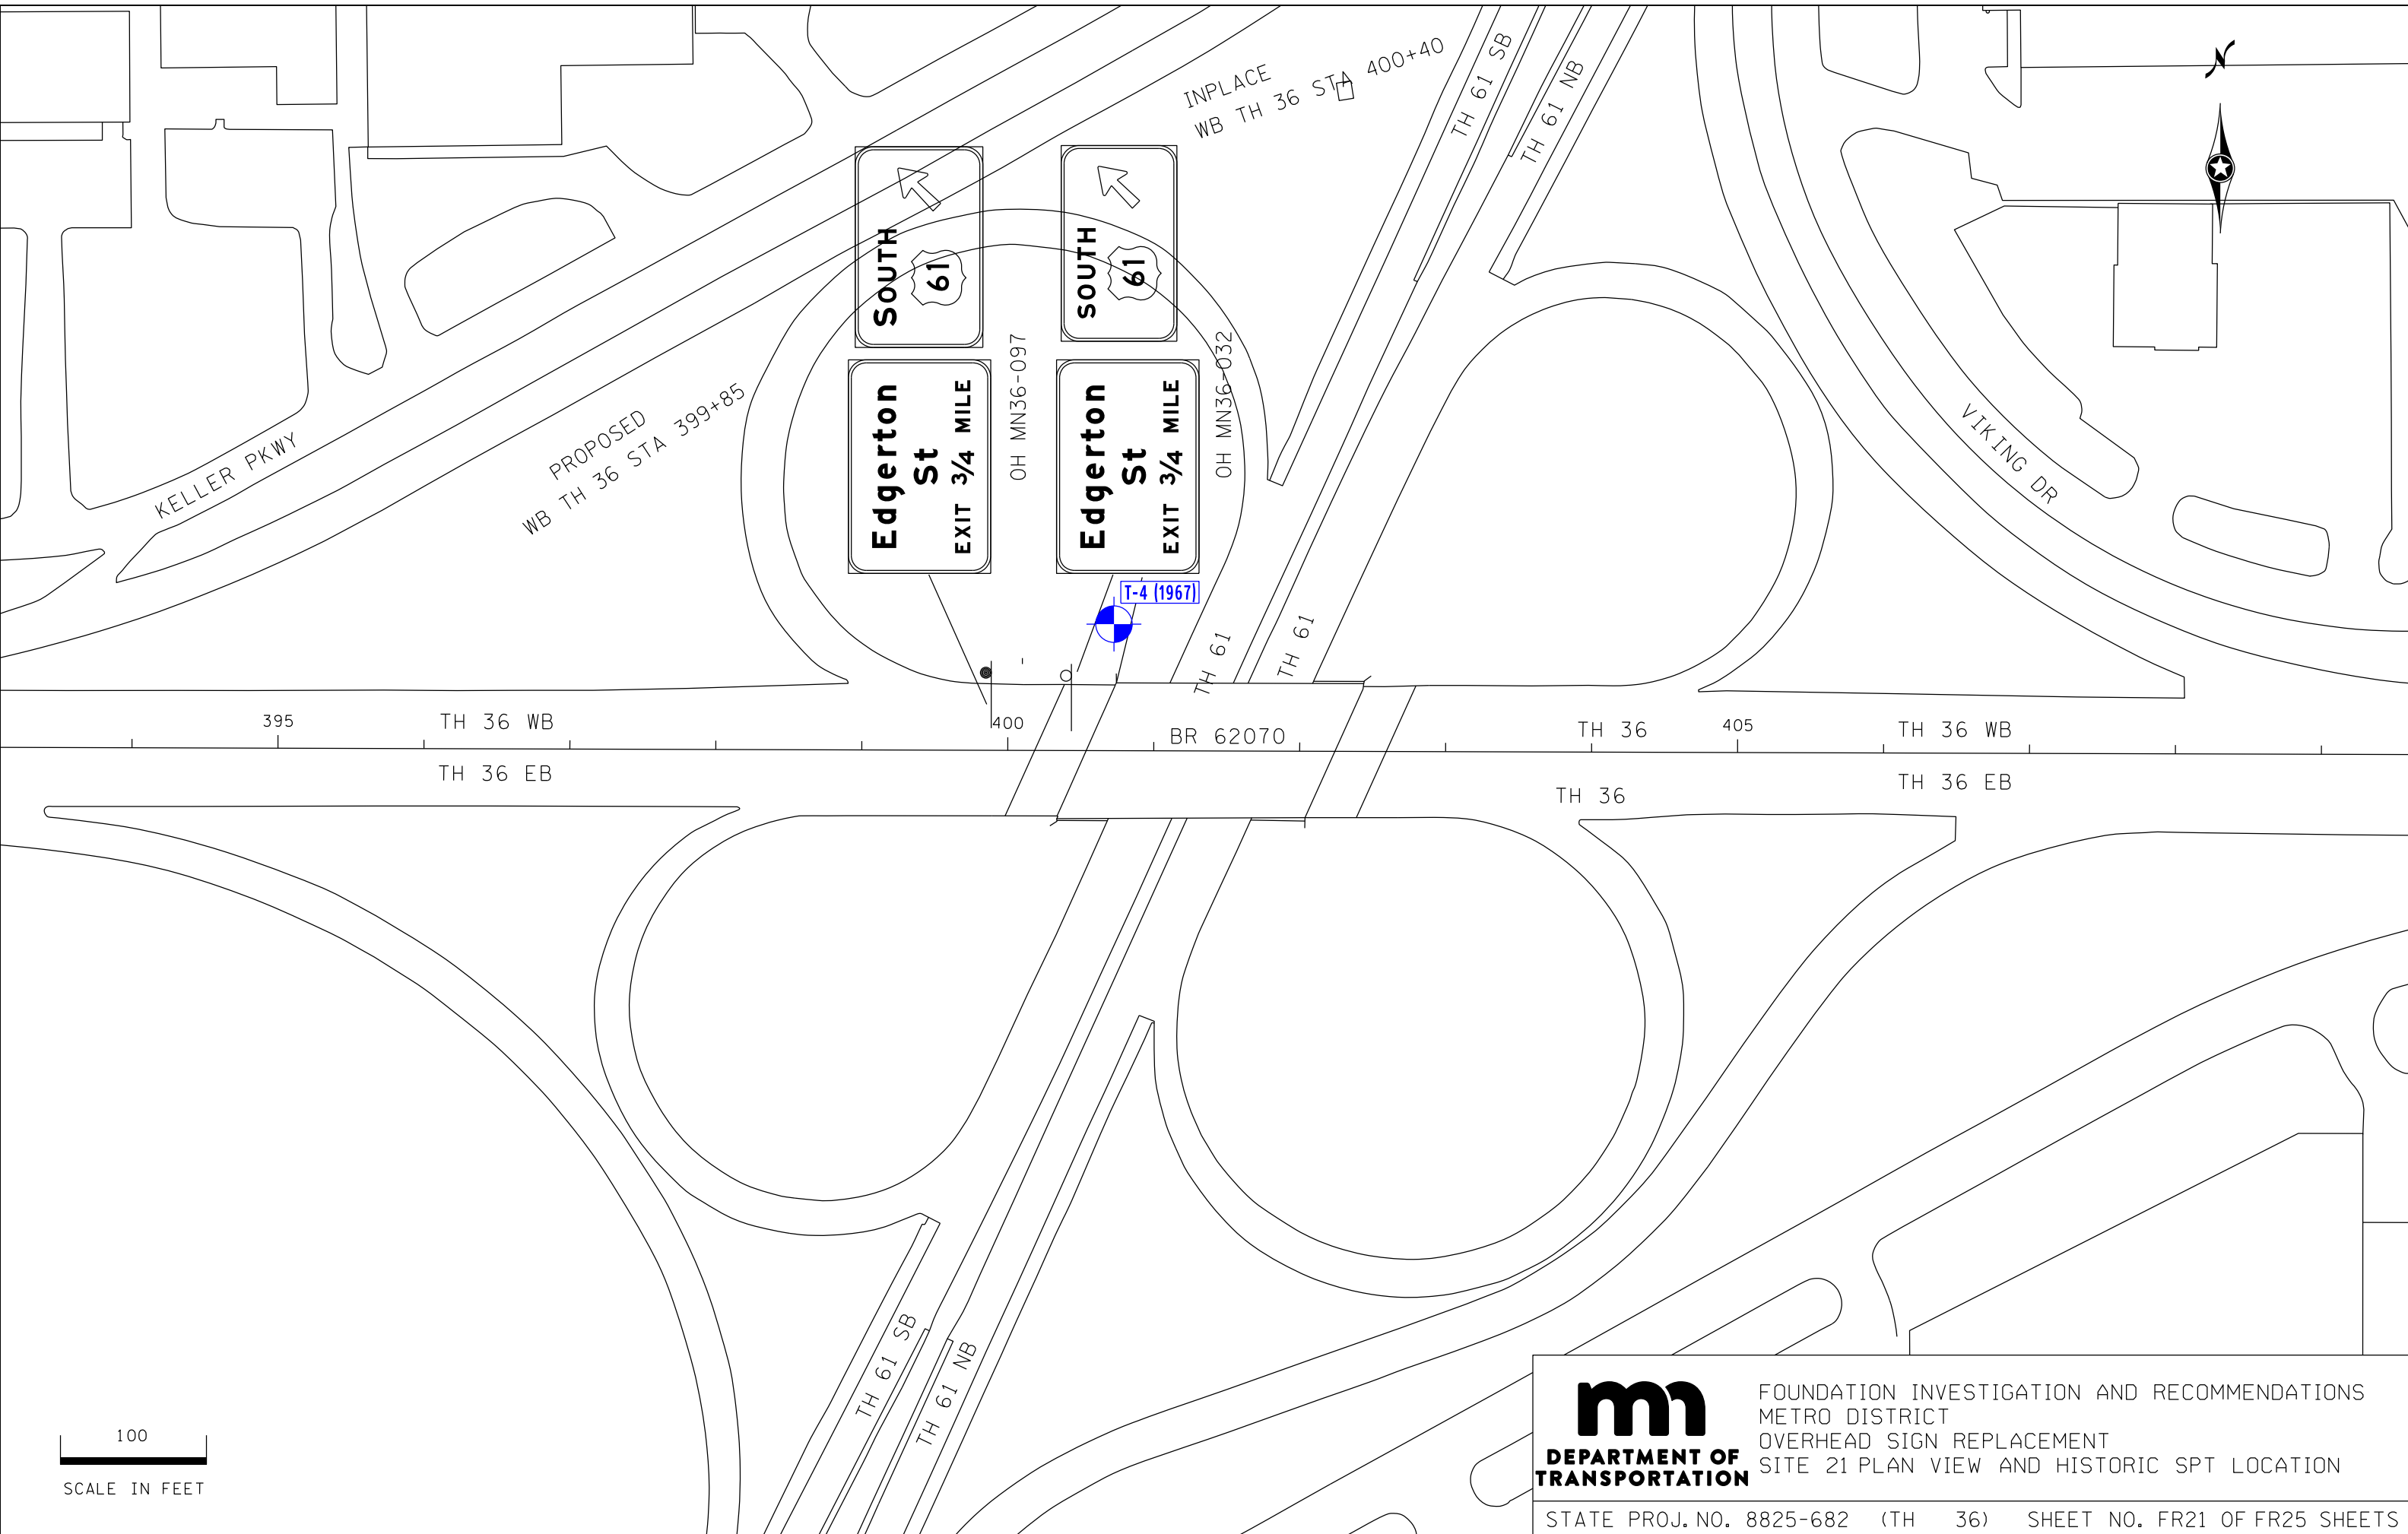 INPLACE
WB TH 36 STA 400+40
TH 61 SB
TH 61 NB
N
SOUTH
61
SOUTH
61
OH MN36-097
OH MN36-032
Edgerton
St
EXIT ¾ MILE
Edgerton
St
EXIT ¾ MILE
PROPOSED
WB TH 36 STA 399+85
KELLER PKWY
VIKING DR
T-4 (1967)
TH 61
TH 61
395
TH 36 WB
400
BR 62070
TH 36
405
TH 36 WB
TH 36 EB
TH 36
TH 36 EB
TH 61 SB
TH 61 NB
100
SCALE IN FEET
mn
DEPARTMENT OF
TRANSPORTATION
FOUNDATION INVESTIGATION AND RECOMMENDATIONS
METRO DISTRICT
OVERHEAD SIGN REPLACEMENT
SITE 21 PLAN VIEW AND HISTORIC SPT LOCATION
STATE PROJ. NO. 8825-682 (TH 36) SHEET NO. FR21 OF FR25 SHEETS